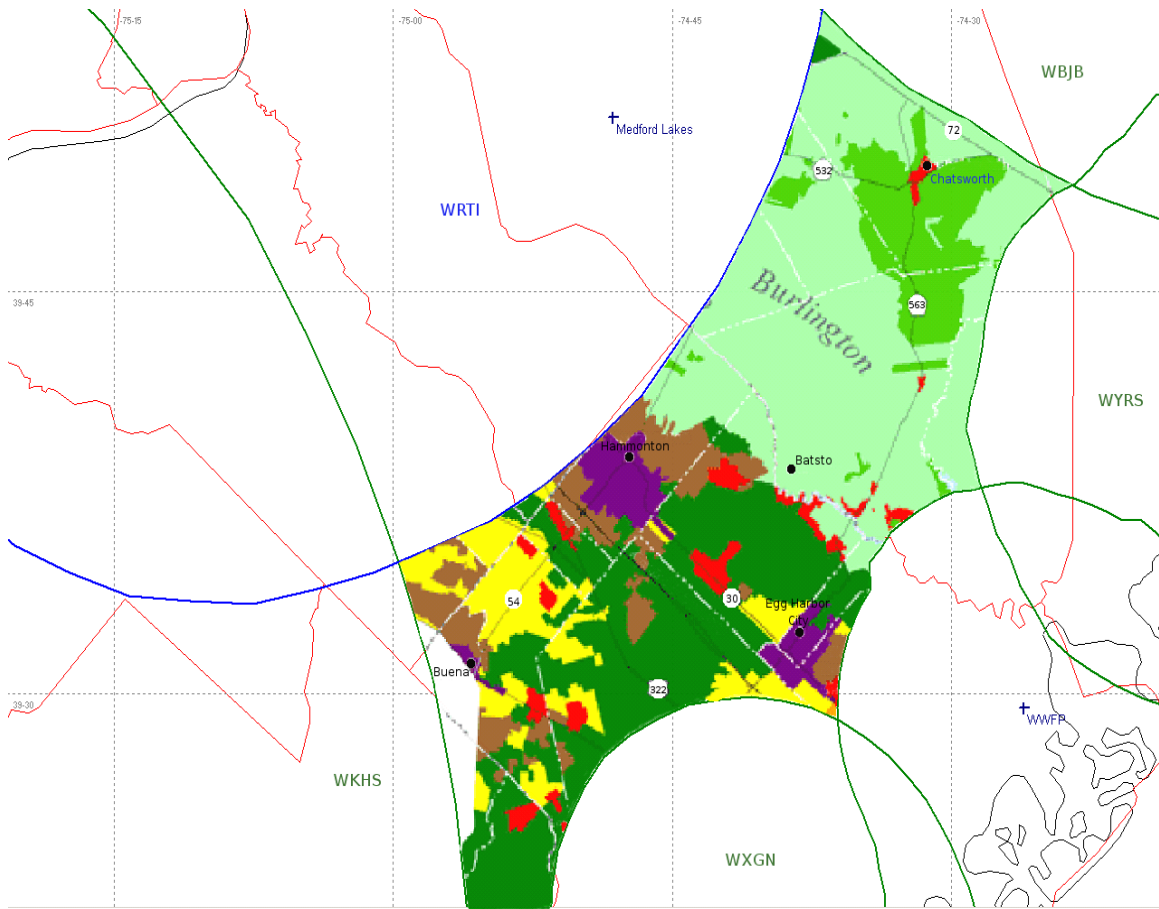 -75-15
-75-00
-74-45
-74-30
WBJB
Medford Lakes
72
532
Chatsworth
WRTI
39-45
Burlington
563
WYRS
Hammonton
Batsto
54
30
Egg Harbor
City
Buena
322
39-30
WWFP
WKHS
WXGN